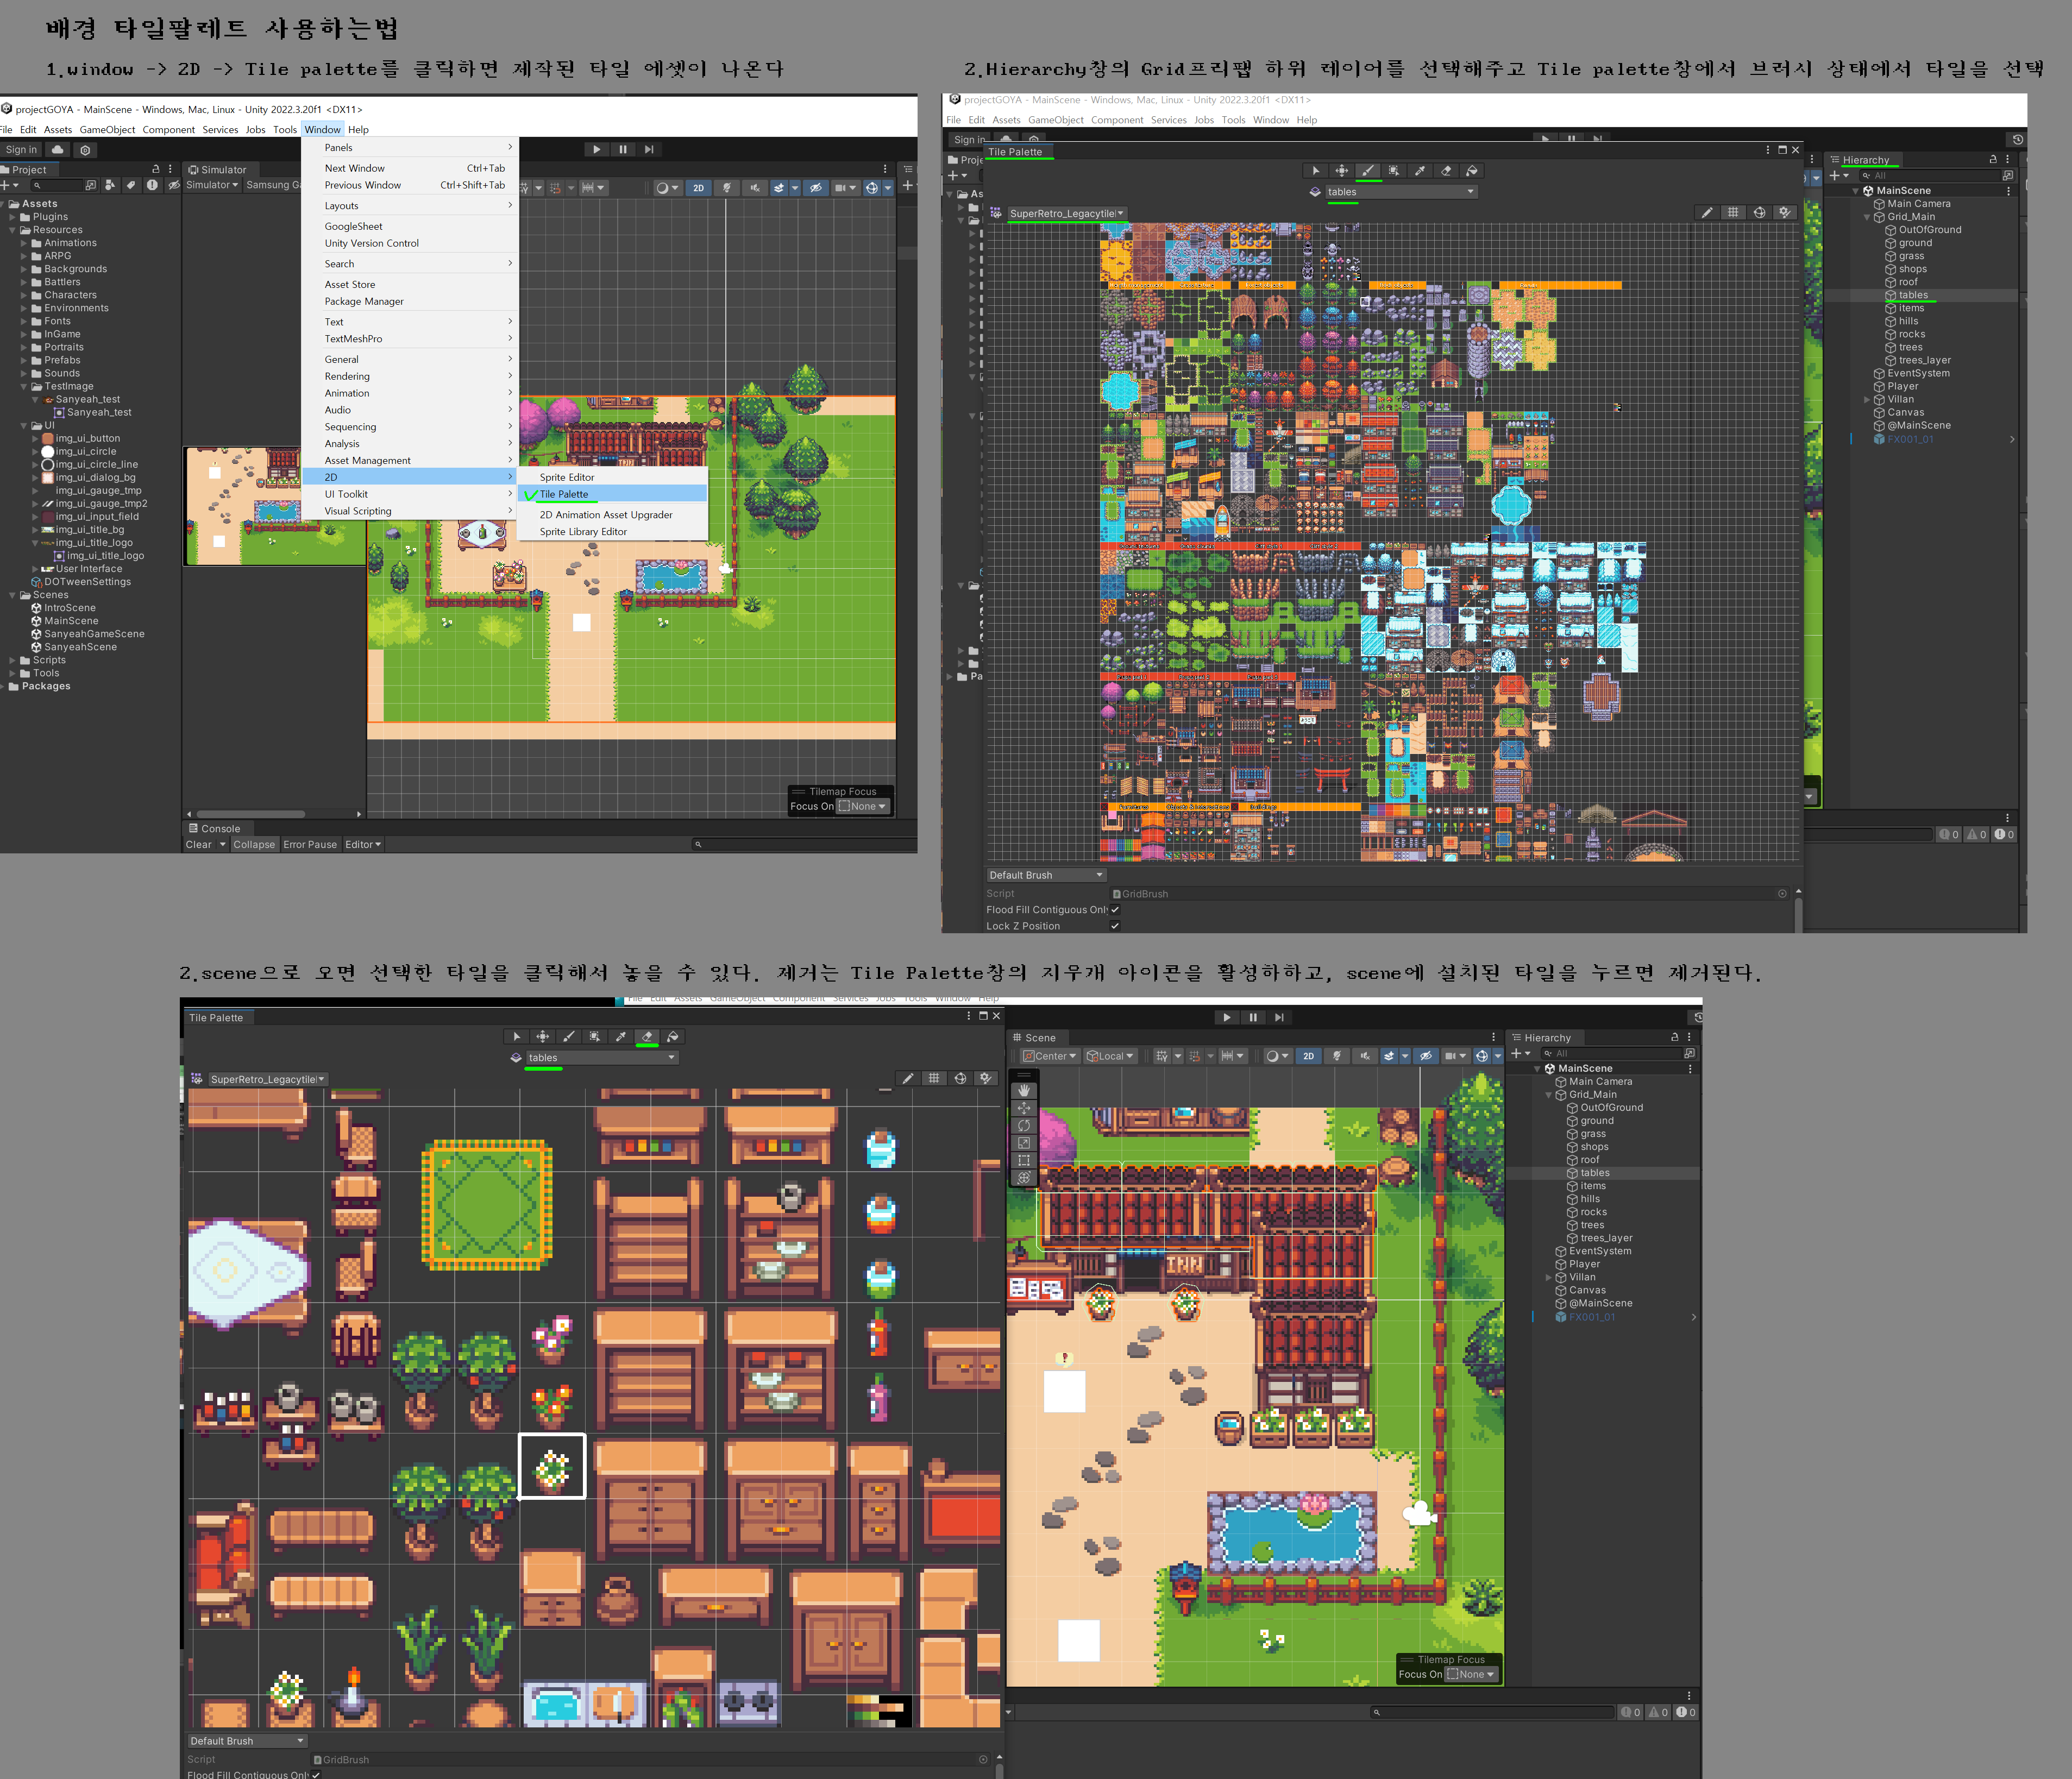 배경 타일팔레트 사용하는법
1.window -> 2D -> Tile palette를 클릭하면 제작된 타일 에셋이 나온다
projectGOYA - MainScene - Windows, Mac, Linux - Unity 2022.3.20f1 <DX11>
File Edit Assets GameObject Component Services Jobs Tools Window Help
Sign in
Project
Simulator
Simulator
Assets
Plugins
Resources
Animations
ARPG
Backgrounds
Battlers
Characters
Environments
Fonts
InGame
Portraits
Prefabs
Sounds
TestImage
Sanyeah_test
Sanyeah_test
UI
img_ui_button
img_ui_circle
img_ui_circle_line
img_ui_dialog_bg
img_ui_gauge_tmp
img_ui_gauge_tmp2
img_ui_input_field
img_ui_title_bg
img_ui_title_logo
img_ui_title_logo
User Interface
DOTweenSettings
Scenes
IntroScene
MainScene
SanyeahGameScene
SanyeahScene
Scripts
Tools
Packages
Panels
Next Window Ctrl+Tab
Previous Window Ctrl+Shift+Tab
Layouts
GoogleSheet
Unity Version Control
Search
Asset Store
Package Manager
Text
TextMeshPro
General
Rendering
Animation
Audio
Sequencing
Analysis
Asset Management
2D
UI Toolkit
Visual Scripting
Sprite Editor
Tile Palette
2D Animation Asset Upgrader
Sprite Library Editor
2D
Tilemap Focus
Focus On None
Console
Clear Collapse Error Pause Editor
2.Hierarchy창의 Grid프리팹 하위 레이어를 선택해주고 Tile palette창에서 브러시 상태에서 타일을 선택
projectGOYA - MainScene - Windows, Mac, Linux - Unity 2022.3.20f1 <DX11>
File Edit Assets GameObject Component Services Jobs Tools Window Help
Tile Palette
tables
SuperRetro_Legacytile
Default Brush
Script GridBrush
Flood Fill Contiguous Onl
Lock Z Position
Hierarchy
All
MainScene
Main Camera
Grid_Main
OutOfGround
ground
grass
shops
roof
tables
items
hills
rocks
trees
trees_layer
EventSystem
Player
Villan
Canvas
@MainScene
FX001_01
0 0 0
2.scene으로 오면 선택한 타일을 클릭해서 놓을 수 있다. 제거는 Tile Palette창의 지우개 아이콘을 활성하하고, scene에 설치된 타일을 누르면 제거된다.
File Edit Assets GameObject Component Services Jobs Tools Window Help
Tile Palette
tables
SuperRetro_Legacytile
Default Brush
Script GridBrush
Flood Fill Contiguous Onl
Scene
Center Local 2D
INN
Tilemap Focus
Focus On None
Hierarchy
All
MainScene
Main Camera
Grid_Main
OutOfGround
ground
grass
shops
roof
tables
items
hills
rocks
trees
trees_layer
EventSystem
Player
Villan
Canvas
@MainScene
FX001_01
0 0 0